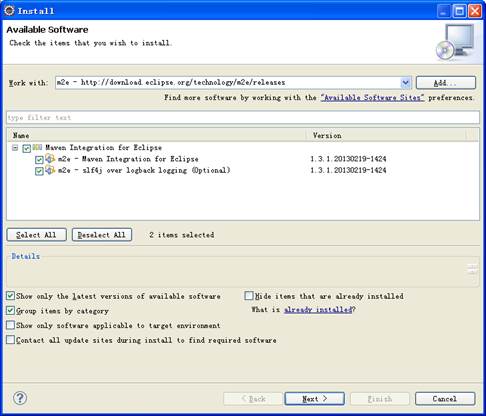 Install
Available Software
Check the items that you wish to install.
Work with: m2e - http://download.eclipse.org/technology/m2e/releases Add...
Find more software by working with the "Available Software Sites" preferences.
type filter text
Name Version
Maven Integration for Eclipse
m2e - Maven Integration for Eclipse 1.3.1.20130219-1424
m2e - slf4j over logback logging (Optional) 1.3.1.20130219-1424
Select All Deselect All 2 items selected
Details
Show only the latest versions of available software Hide items that are already installed
Group items by category What is already installed?
Show only software applicable to target environment
Contact all update sites during install to find required software
? < Back Next > Finish Cancel